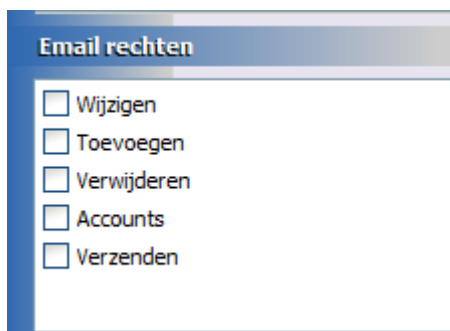 Email rechten
Wijzigen
Toevoegen
Verwijderen
Accounts
Verzenden